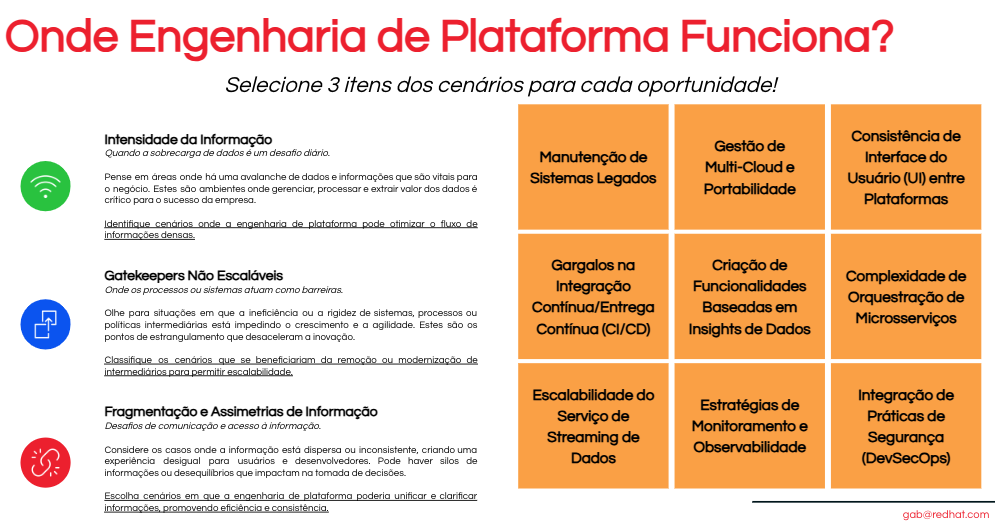 Onde Engenharia de Plataforma Funciona?
Selecione 3 itens dos cenários para cada oportunidade!
Intensidade da Informação
Quando a sobrecarga de dados é um desafio diário.
Pense em áreas onde há uma avalanche de dados e informações que são vitais para
o negócio. Estes são ambientes onde gerenciar, processar e extrair valor dos dados é
crítico para o sucesso da empresa.
Identifique cenários onde a engenharia de plataforma pode otimizar o fluxo de
informações densas.
Gatekeepers Não Escaláveis
Onde os processos ou sistemas atuam como barreiras.
Olhe para situações em que a ineficiência ou a rigidez de sistemas, processos ou
políticas intermediárias está impedindo o crescimento e a agilidade. Estes são os
pontos de estrangulamento que desaceleram a inovação.
Classifique os cenários que se beneficiariam da remoção ou modernização de
intermediários para permitir escalabilidade.
Fragmentação e Assimetrias de Informação
Desafios de comunicação e acesso à informação.
Considere os casos onde a informação está dispersa ou inconsistente, criando uma
experiência desigual para usuários e desenvolvedores. Pode haver silos de
informações ou desequilíbrios que impactam na tomada de decisões.
Escolha cenários em que a engenharia de plataforma poderia unificar e clarificar
informações, promovendo eficiência e consistência.
Manutenção de
Sistemas Legados
Gestão de
Multi-Cloud e
Portabilidade
Consistência de
Interface do
Usuário (UI) entre
Plataformas
Gargalos na
Integração
Contínua/Entrega
Contínua (CI/CD)
Criação de
Funcionalidades
Baseadas em
Insights de Dados
Complexidade de
Orquestração de
Microsserviços
Escalabilidade do
Serviço de
Streaming de
Dados
Estratégias de
Monitoramento e
Observabilidade
Integração de
Práticas de
Segurança
(DevSecOps)
gab@redhat.com